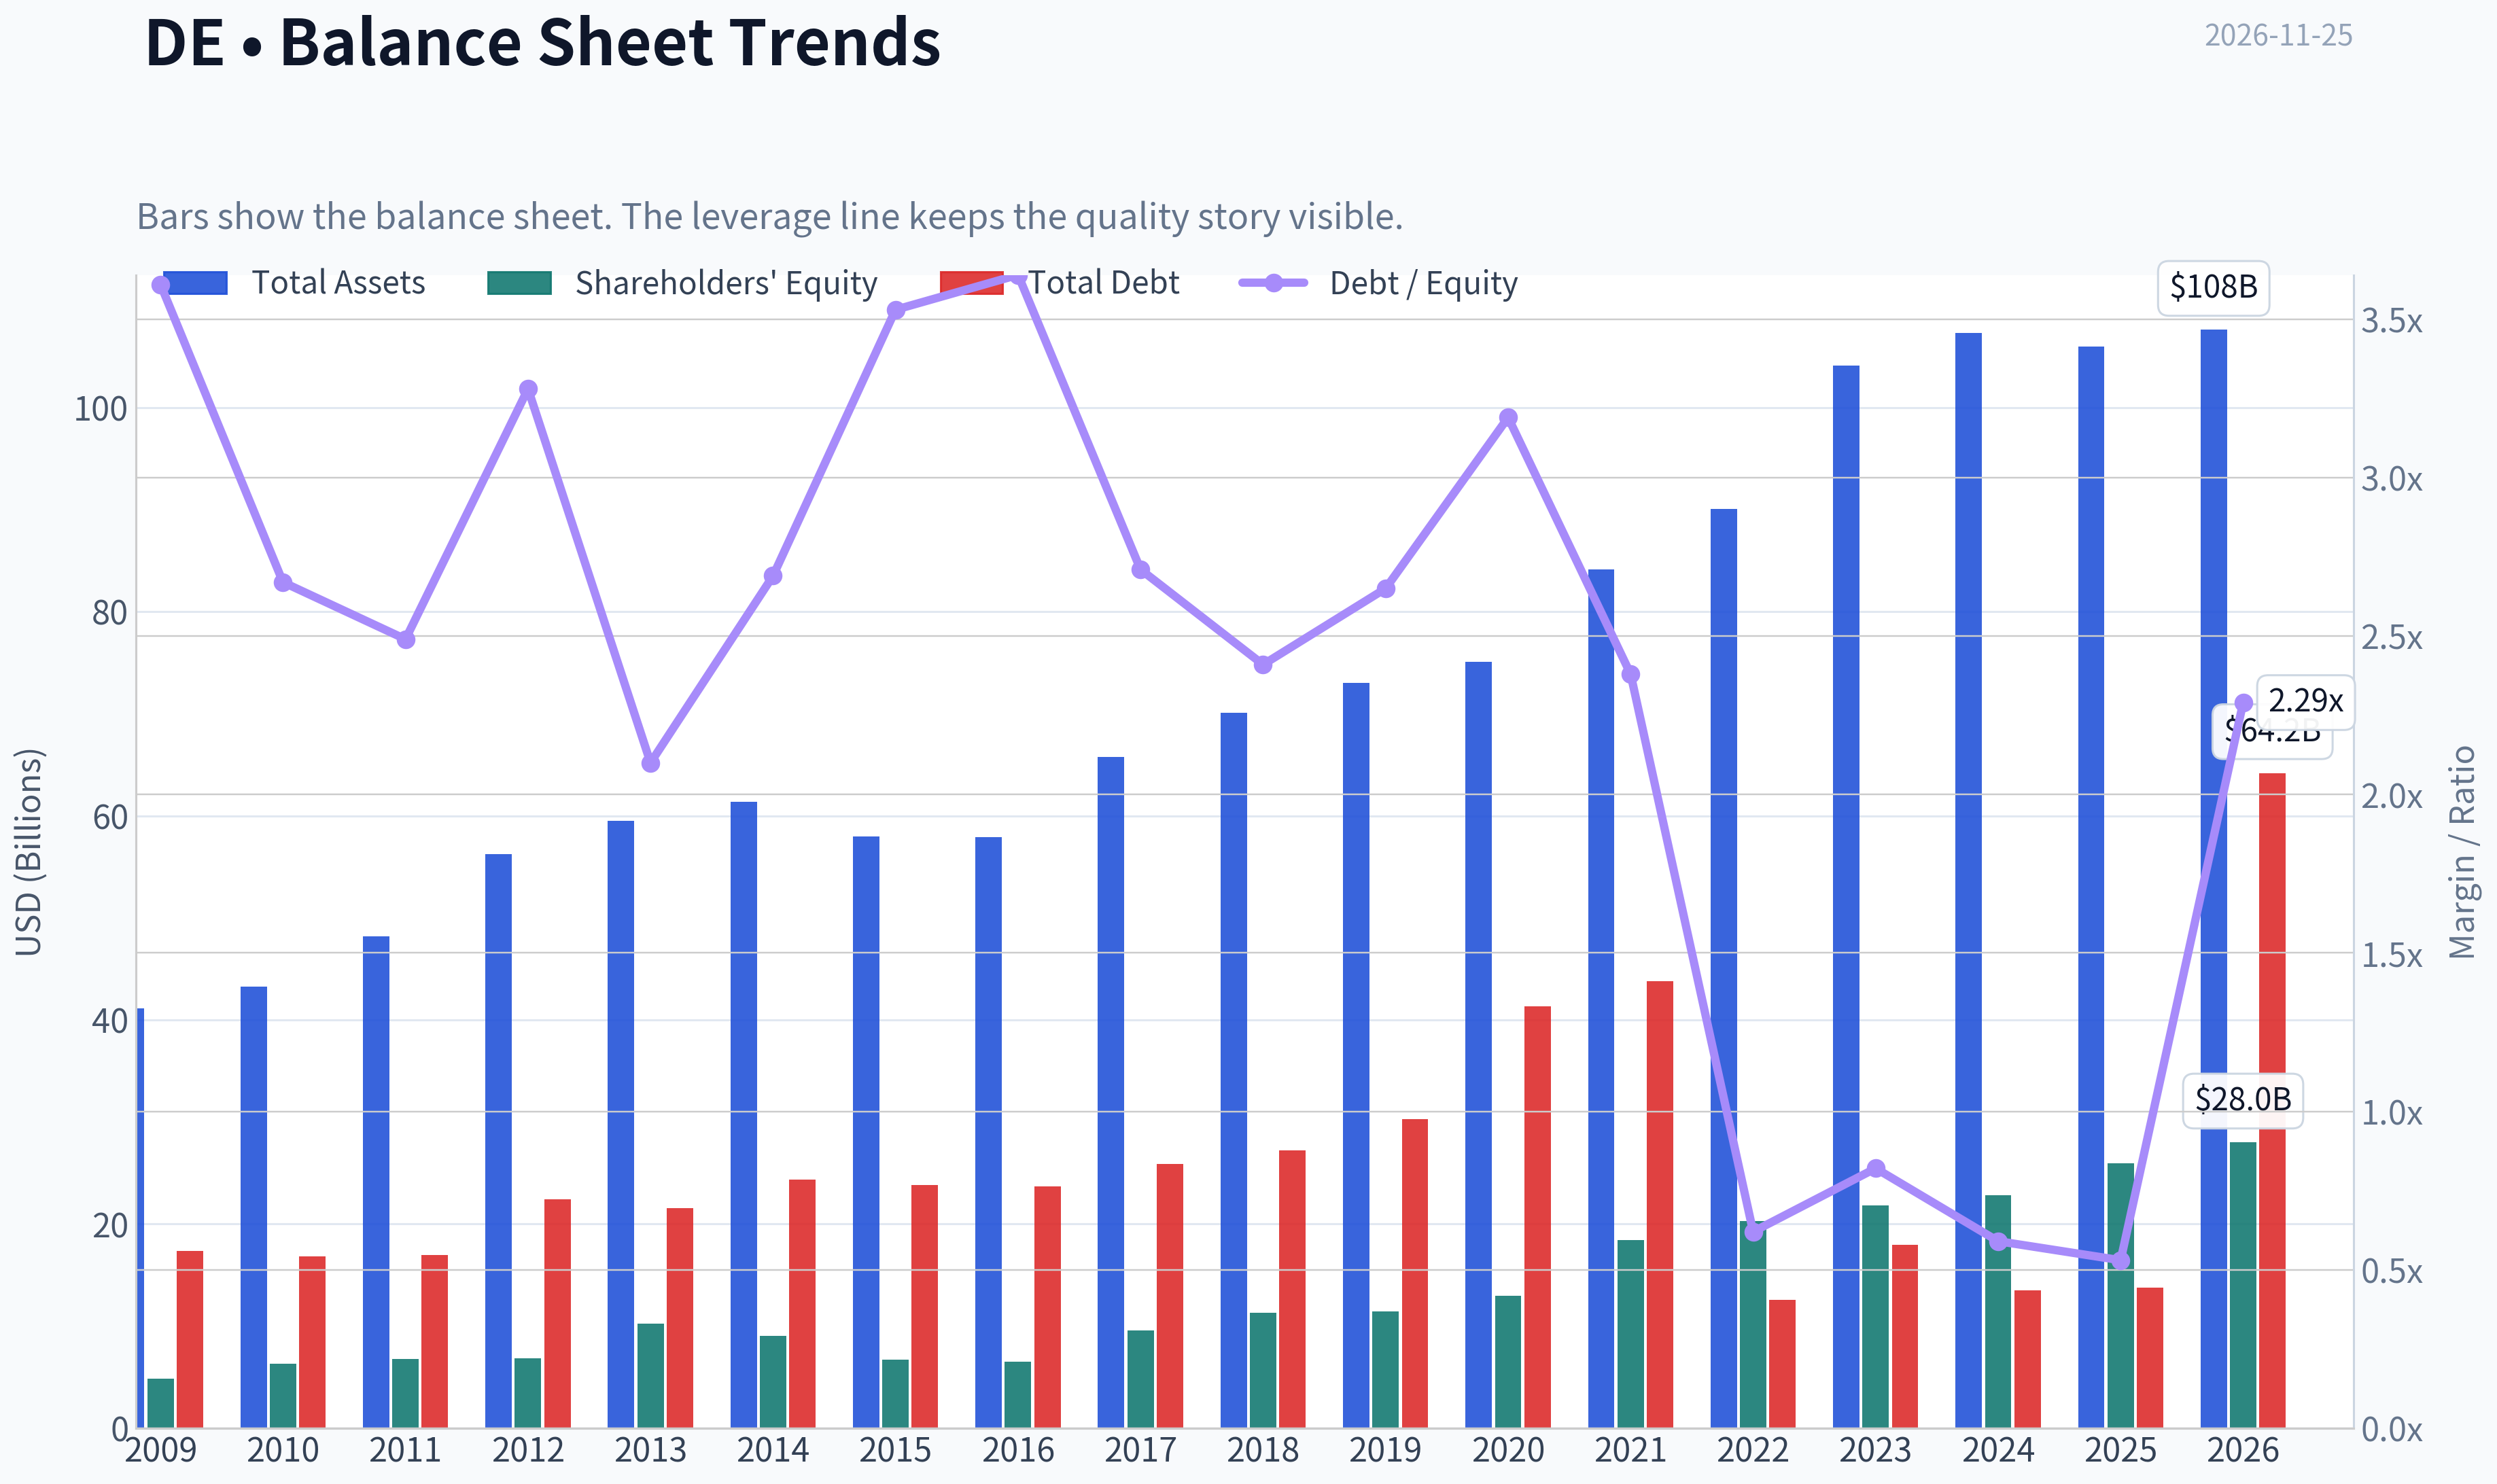 DE • Balance Sheet Trends
2026-11-25
Bars show the balance sheet. The leverage line keeps the quality story visible.
Total Assets
Shareholders' Equity
Total Debt
Debt / Equity
$108B
2.29x
$64.2B
$28.0B
USD (Billions)
100
80
60
40
20
0
Margin / Ratio
3.5x
3.0x
2.5x
2.0x
1.5x
1.0x
0.5x
0.0x
2009 2010 2011 2012 2013 2014 2015 2016 2017 2018 2019 2020 2021 2022 2023 2024 2025 2026